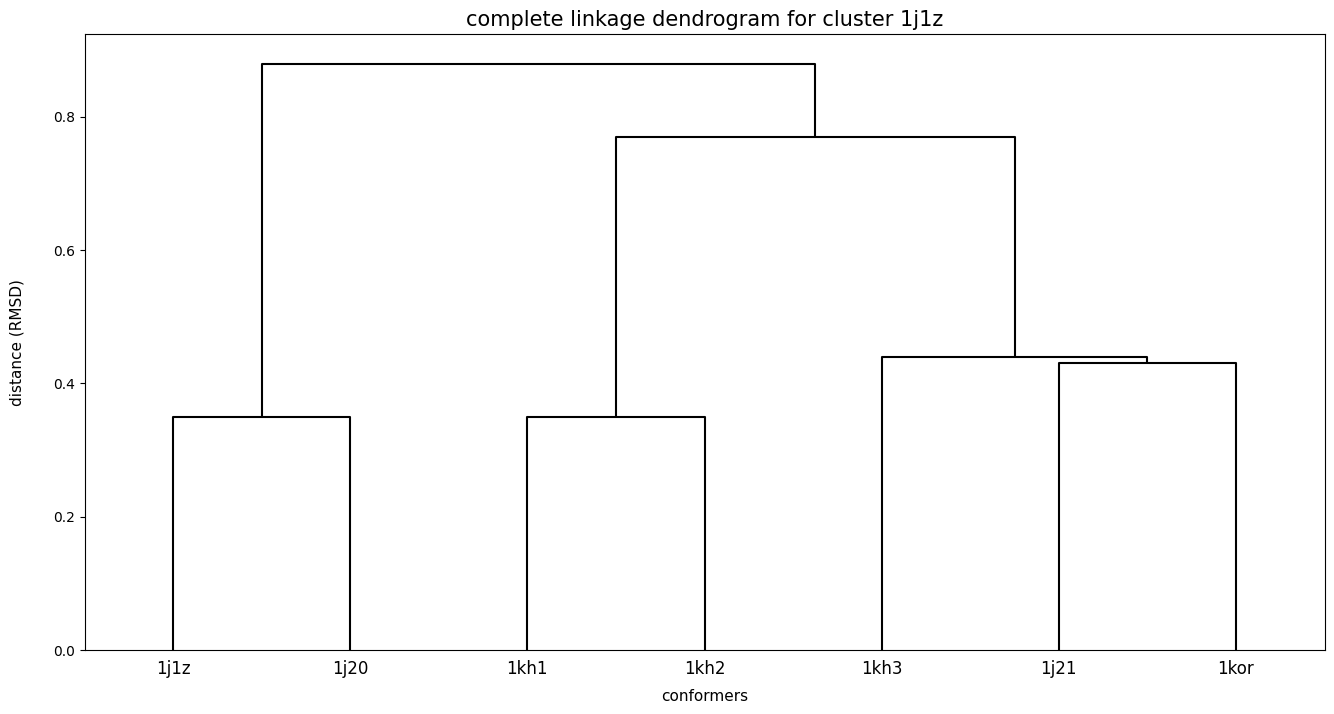 complete linkage dendrogram for cluster 1j1z
distance (RMSD)
0.8
0.6
0.4
0.2
0.0
1j1z 1j20 1kh1 1kh2 1kh3 1j21 1kor
conformers